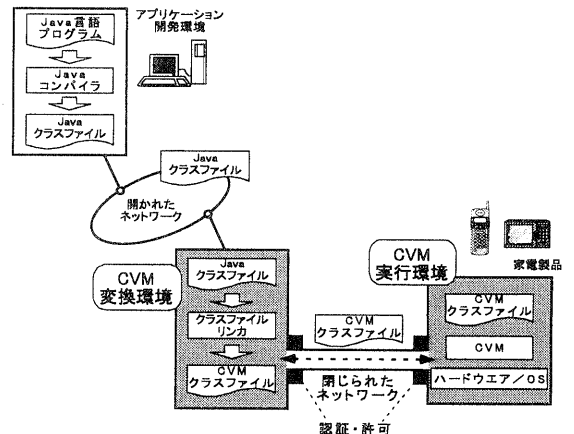 Java言語
プログラム
Java
コンパイラ
Java
クラスファイル
アプリケーション
開発環境
Java
クラスファイル
開かれた
ネットワーク
CVM
変換環境
Java
クラスファイル
クラスファイル
リンカ
CVM
クラスファイル
CVM
クラスファイル
閉じられた
ネットワーク
認証・許可
CVM
実行環境
家電製品
CVM
クラスファイル
CVM
ハードウエア/OS